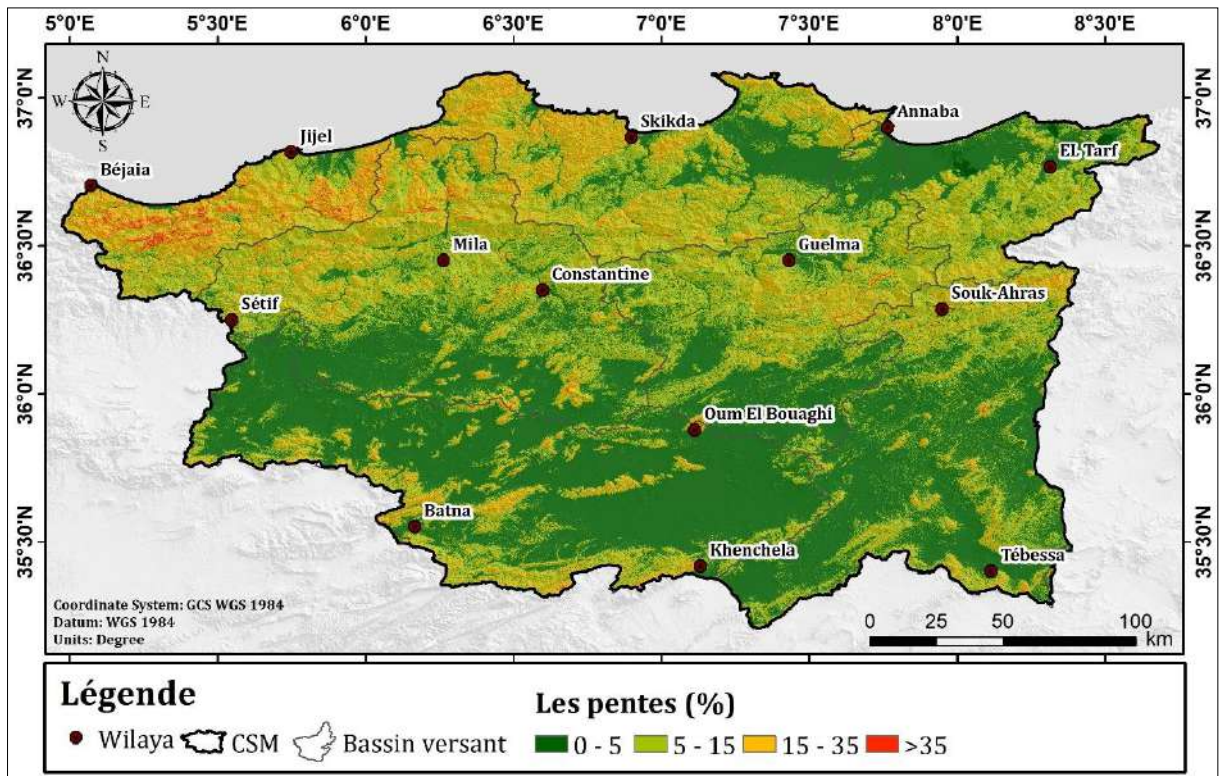 5°0'E 5°30'E 6°0'E 6°30'E 7°0'E 7°30'E 8°0'E 8°30'E
N
W E
S
37°0'N 37°0'N
Annaba
Skikda
Jijel
El Tarf
Béjaia
36°30'N 36°30'N
Mila Guelma
Constantine
Souk-Ahras
Sétif
36°0'N 36°0'N
Oum El Bouaghi
Batna
35°30'N 35°30'N
Khenchela Tébessa
Coordinate System: GCS WGS 1984
Datum: WGS 1984
Units: Degree
0 25 50 100
km
Légende Les pentes (%)
Wilaya CSM Bassin versant 0 - 5 5 - 15 15 - 35 >35